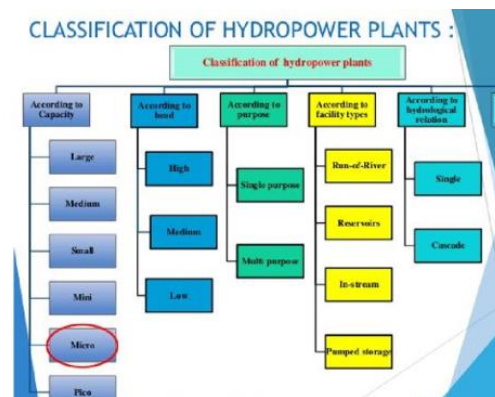 CLASSIFICATION OF HYDROPOWER PLANTS :
Classification of hydropower plants
According to
Capacity
Large
Medium
Small
Mini
Micro
Pico
According to
head
High
Medium
Low
According to
purpose
Single purpose
Multi purpose
According to
facility types
Run-of-River
Reservoirs
In-stream
Pumped storage
According to
hydrological
relation
Single
Cascade